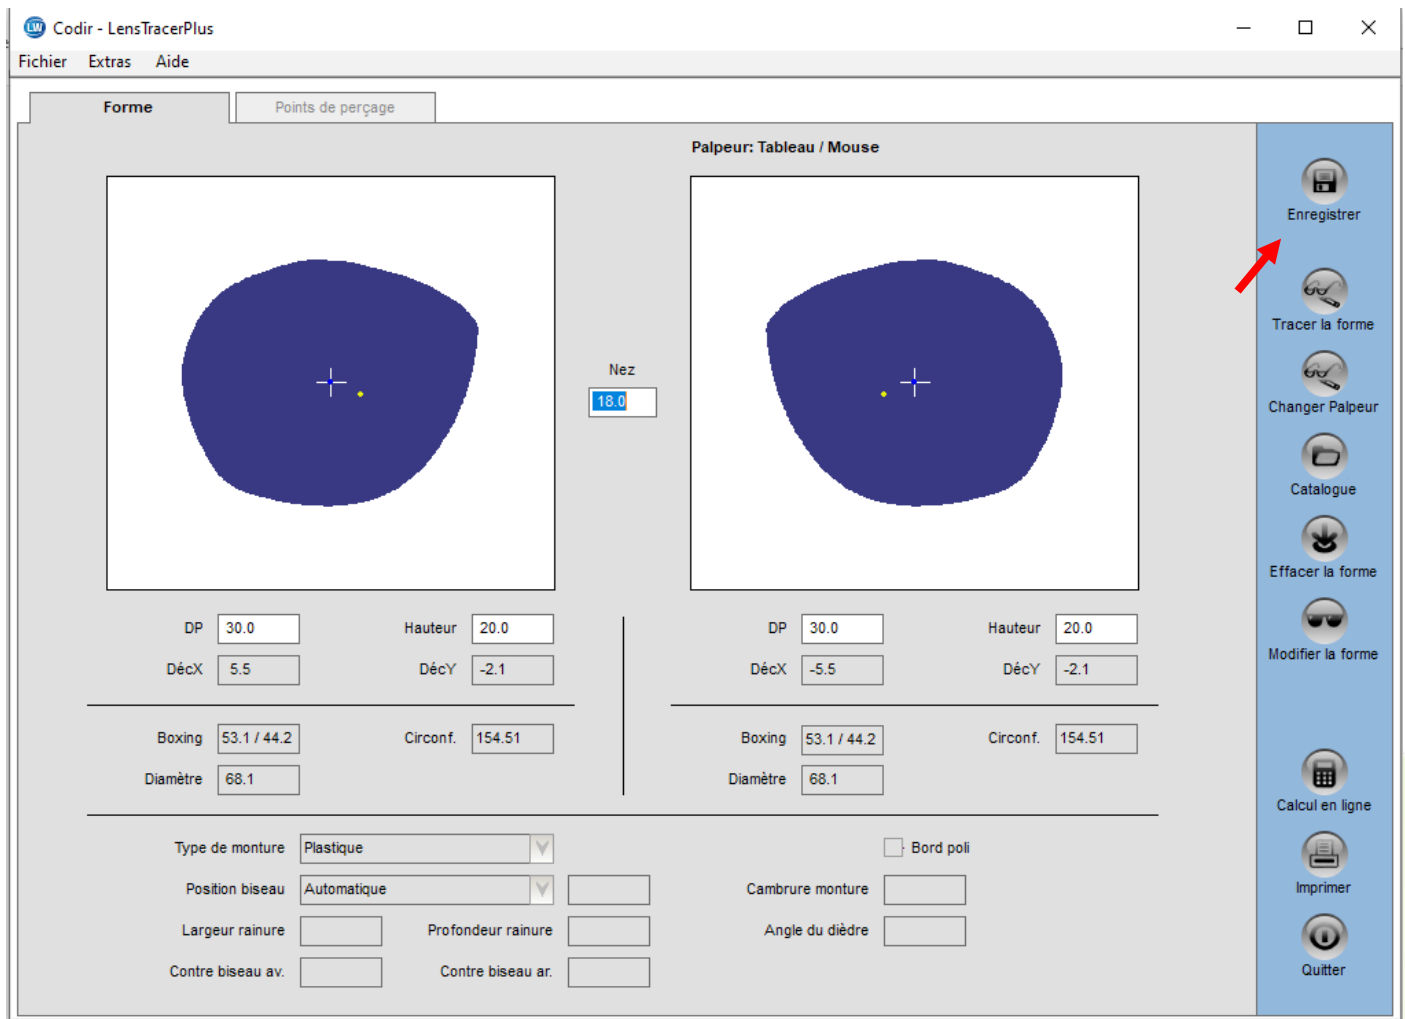 LW Codir - LensTracerPlus
Fichier Extras Aide
Forme Points de perçage
Palpeur: Tableau / Mouse
Enregistrer
Tracer la forme
Nez
18.0
Changer Palpeur
Catalogue
Effacer la forme
DP 30.0 Hauteur 20.0 DP 30.0 Hauteur 20.0
Modifier la forme
DécX 5.5 DécY -2.1 DécX -5.5 DécY -2.1
Boxing 53.1 / 44.2 Circonf. 154.51 Boxing 53.1 / 44.2 Circonf. 154.51
Diamètre 68.1 Diamètre 68.1
Calcul en ligne
Type de monture Plastique Bord poli
Position biseau Automatique Cambrure monture
Imprimer
Largeur rainure Profondeur rainure Angle du dièdre
Contre biseau av. Contre biseau ar.
Quitter